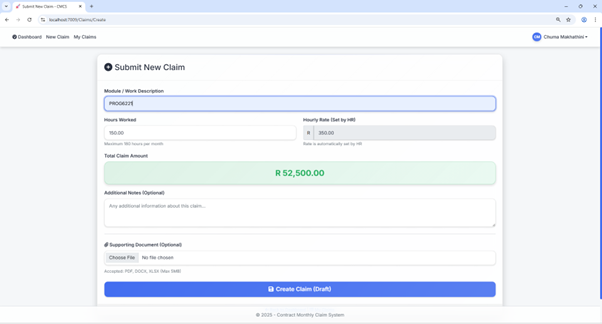 Submit New Claim - CMCS
localhost:7099/Claims/Create
Dashboard New Claim My Claims
CM Chuma Makhathini
Submit New Claim
Module / Work Description
PROG6221
Hours Worked
150.00
Maximum 180 hours per month
Hourly Rate (Set by HR)
R 350.00
Rate is automatically set by HR
Total Claim Amount
R 52,500.00
Additional Notes (Optional)
Any additional information about this claim...
Supporting Document (Optional)
Choose File No file chosen
Accepted: PDF, DOCX, XLSX (Max 5MB)
Create Claim (Draft)
© 2025 - Contract Monthly Claim System